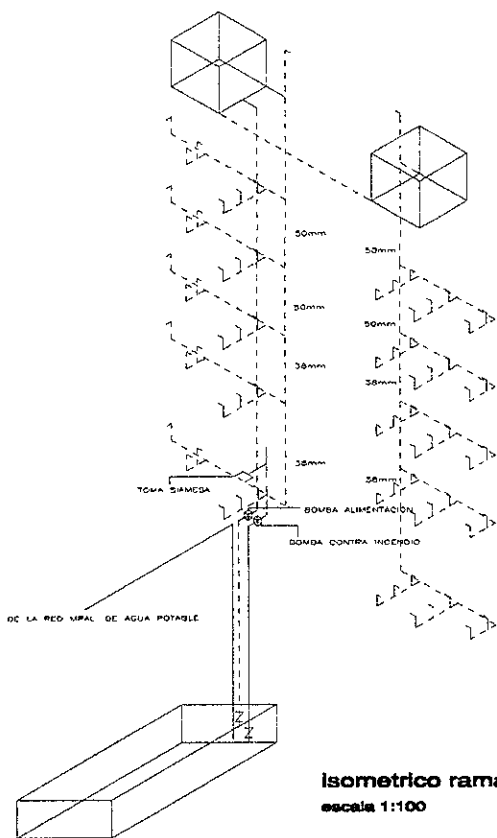 50mm
50mm
50mm
50mm
38mm
38mm
38mm
38mm
TOMA SIAMESA
BOMBA ALIMENTACION
BOMBA CONTRA INCENDIO
DE LA RED MPAL DE AGUA POTABLE
Z
Z
isometrico rama
escala 1:100